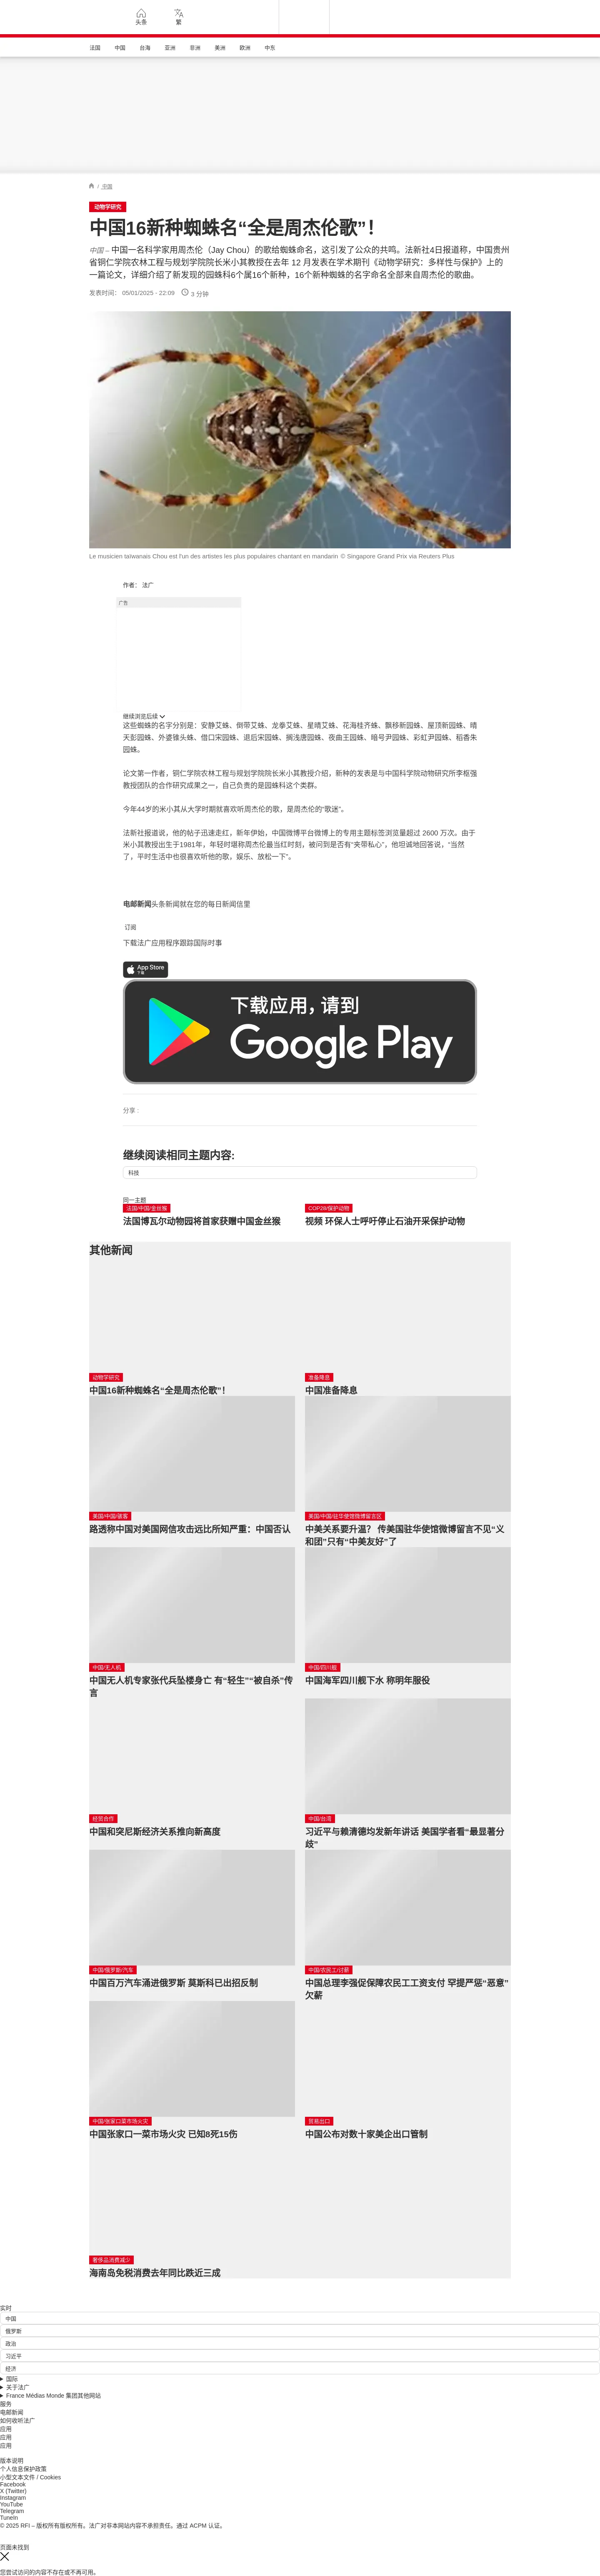 头条
繁
法国 中国 台海 亚洲 非洲 美洲 欧洲 中东
/ 中国
动物学研究
中国16新种蜘蛛名“全是周杰伦歌”！
中国 – 中国一名科学家用周杰伦（Jay Chou）的歌给蜘蛛命名，这引发了公众的共鸣。法新社4日报道称，中国贵州
省铜仁学院农林工程与规划学院院长米小其教授在去年 12 月发表在学术期刊《动物学研究：多样性与保护》上的
一篇论文，详细介绍了新发现的园蛛科6个属16个新种，16个新种蜘蛛的名字命名全部来自周杰伦的歌曲。
发表时间： 05/01/2025 - 22:09 3 分钟
Le musicien taïwanais Chou est l'un des artistes les plus populaires chantant en mandarin © Singapore Grand Prix via Reuters Plus
作者： 法广
广告
继续浏览后续
这些蜘蛛的名字分别是：安静艾蛛、倒带艾蛛、龙拳艾蛛、星晴艾蛛、花海桂齐蛛、飘移新园蛛、屋顶新园蛛、晴
天彭园蛛、外婆锥头蛛、借口宋园蛛、退后宋园蛛、搁浅唐园蛛、夜曲王园蛛、暗号尹园蛛、彩虹尹园蛛、稻香朱
园蛛。
论文第一作者，铜仁学院农林工程与规划学院院长米小其教授介绍，新种的发表是与中国科学院动物研究所李枢强
教授团队的合作研究成果之一，自己负责的是园蛛科这个类群。
今年44岁的米小其从大学时期就喜欢听周杰伦的歌，是周杰伦的“歌迷”。
法新社报道说，他的帖子迅速走红，新年伊始，中国微博平台微博上的专用主题标签浏览量超过 2600 万次。由于
米小其教授出生于1981年，年轻时堪称周杰伦最当红时刻，被问到是否有“夹带私心”，他坦诚地回答说，“当然
了，平时生活中也很喜欢听他的歌，娱乐、放松一下”。
电邮新闻头条新闻就在您的每日新闻信里
订阅
下载法广应用程序跟踪国际时事
App Store
下载
下载应用，请到
Google Play
分享 :
继续阅读相同主题内容:
科技
同一主题
法国/中国/金丝猴
法国博瓦尔动物园将首家获赠中国金丝猴
COP28/保护动物
视频 环保人士呼吁停止石油开采保护动物
其他新闻
动物学研究
中国16新种蜘蛛名“全是周杰伦歌”！
准备降息
中国准备降息
美国/中国/骇客
路透称中国对美国网信攻击远比所知严重：中国否认
美国/中国/驻华使馆微博留言区
中美关系要升温？ 传美国驻华使馆微博留言不见“义
和团”只有“中美友好”了
中国/无人机
中国无人机专家张代兵坠楼身亡 有“轻生”“被自杀”传
言
中国/四川舰
中国海军四川舰下水 称明年服役
经贸合作
中国和突尼斯经济关系推向新高度
中国/台湾
习近平与赖清德均发新年讲话 美国学者看“最显著分
歧”
中国/俄罗斯/汽车
中国百万汽车涌进俄罗斯 莫斯科已出招反制
中国/农民工/讨薪
中国总理李强促保障农民工工资支付 罕提严惩“恶意”
欠薪
中国/张家口菜市场火灾
中国张家口一菜市场火灾 已知8死15伤
贸易出口
中国公布对数十家美企出口管制
奢侈品消费减少
海南岛免税消费去年同比跌近三成
实时
中国
俄罗斯
政治
习近平
经济
国际
关于法广
France Médias Monde 集团其他网站
服务
电邮新闻
如何收听法广
应用
应用
应用
版本说明
个人信息保护政策
小型文本文件 / Cookies
Facebook
X (Twitter)
Instagram
YouTube
Telegram
TuneIn
© 2025 RFI – 版权所有版权所有。法广对非本网站内容不承担责任。通过 ACPM 认证。
页面未找到
您尝试访问的内容不存在或不再可用。